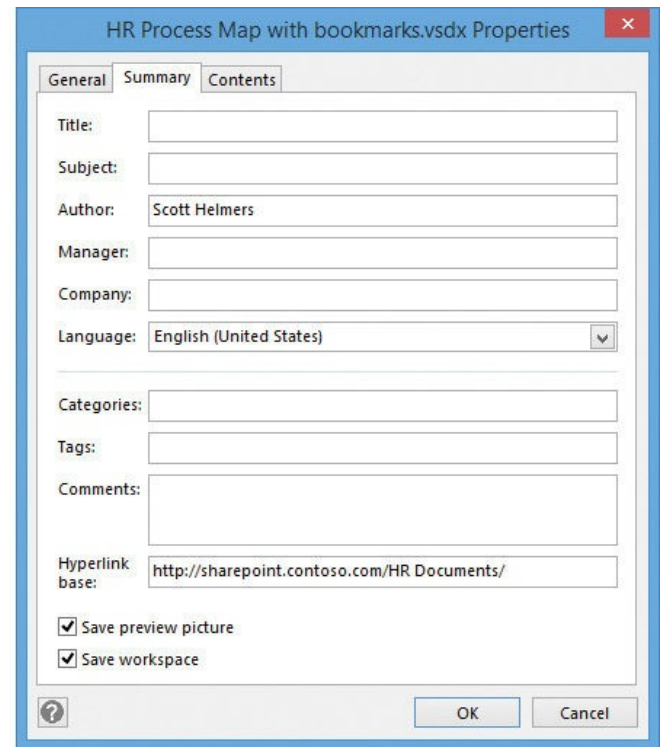 HR Process Map with bookmarks.vsdx Properties
General Summary Contents
Title:
Subject:
Author: Scott Helmers
Manager:
Company:
Language: English (United States)
Categories:
Tags:
Comments:
Hyperlink
base: http://sharepoint.contoso.com/HR Documents/
Save preview picture
Save workspace
? OK Cancel